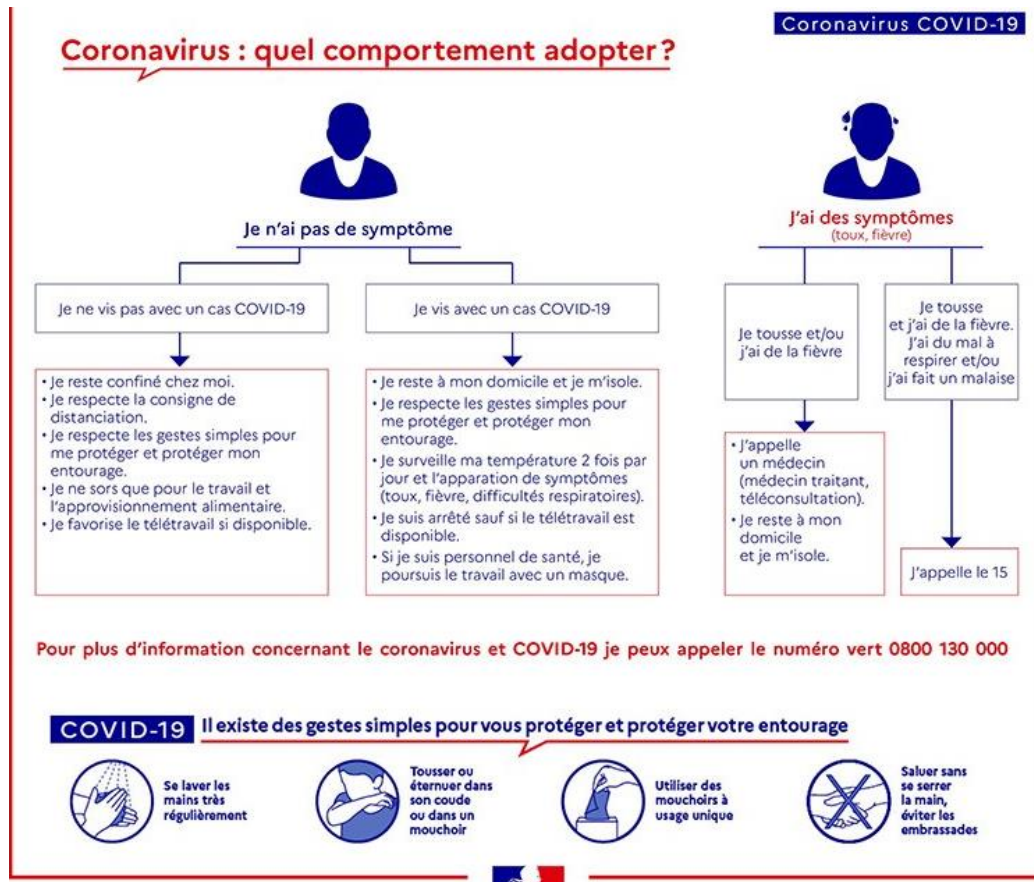 Coronavirus COVID-19
Coronavirus : quel comportement adopter ?
Je n'ai pas de symptôme
Je ne vis pas avec un cas COVID-19
• Je reste confiné chez moi.
• Je respecte la consigne de
distanciation.
• Je respecte les gestes simples pour
me protéger et protéger mon
entourage.
• Je ne sors que pour le travail et
l'approvisionnement alimentaire.
• Je favorise le télétravail si disponible.
Je vis avec un cas COVID-19
• Je reste à mon domicile et je m'isole.
• Je respecte les gestes simples pour
me protéger et protéger mon
entourage.
• Je surveille ma température 2 fois par
jour et l'apparation de symptômes
(toux, fièvre, difficultés respiratoires).
• Je suis arrêté sauf si le télétravail est
disponible.
• Si je suis personnel de santé, je
poursuis le travail avec un masque.
J'ai des symptômes
(toux, fièvre)
Je tousse et/ou
j'ai de la fièvre
• J'appelle
un médecin
(médecin traitant,
téléconsultation).
• Je reste à mon
domicile
et je m'isole.
Je tousse
et j'ai de la fièvre.
J'ai du mal à
respirer et/ou
j'ai fait un malaise
J'appelle le 15
Pour plus d'information concernant le coronavirus et COVID-19 je peux appeler le numéro vert 0800 130 000
COVID-19 Il existe des gestes simples pour vous protéger et protéger votre entourage
Se laver les
mains très
régulièrement
Tousser ou
éternuer dans
son coude
ou dans un
mouchoir
Utiliser des
mouchoirs à
usage unique
Saluer sans
se serrer
la main,
éviter les
embrassades